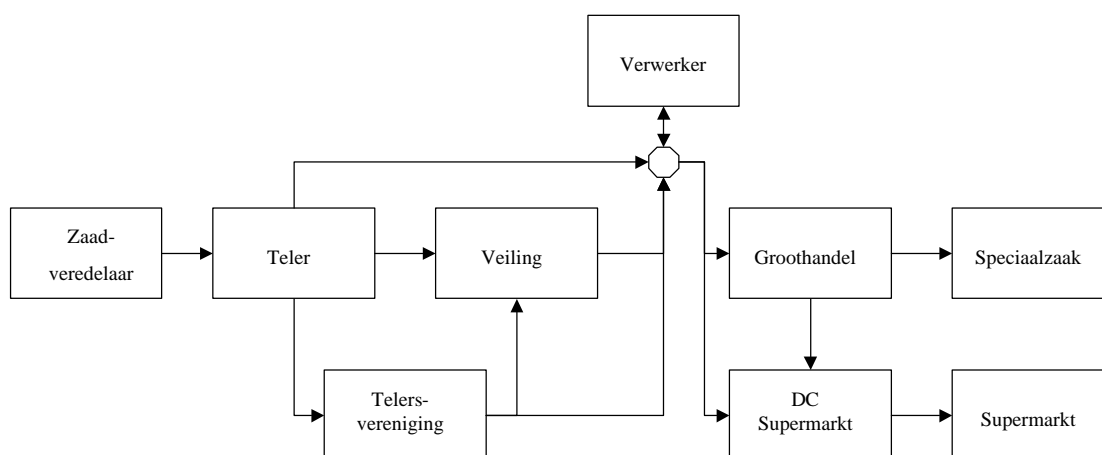 Verwerker
Zaad-
veredelaar
Teler
Veiling
Groothandel
Speciaalzaak
Telers-
vereniging
DC
Supermarkt
Supermarkt